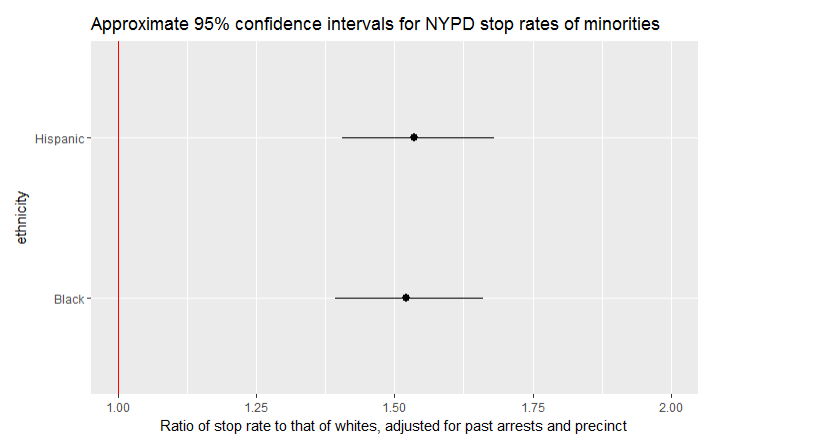 Approximate 95% confidence intervals for NYPD stop rates of minorities
ethnicity
Hispanic
Black
1.00 1.25 1.50 1.75 2.00
Ratio of stop rate to that of whites, adjusted for past arrests and precinct